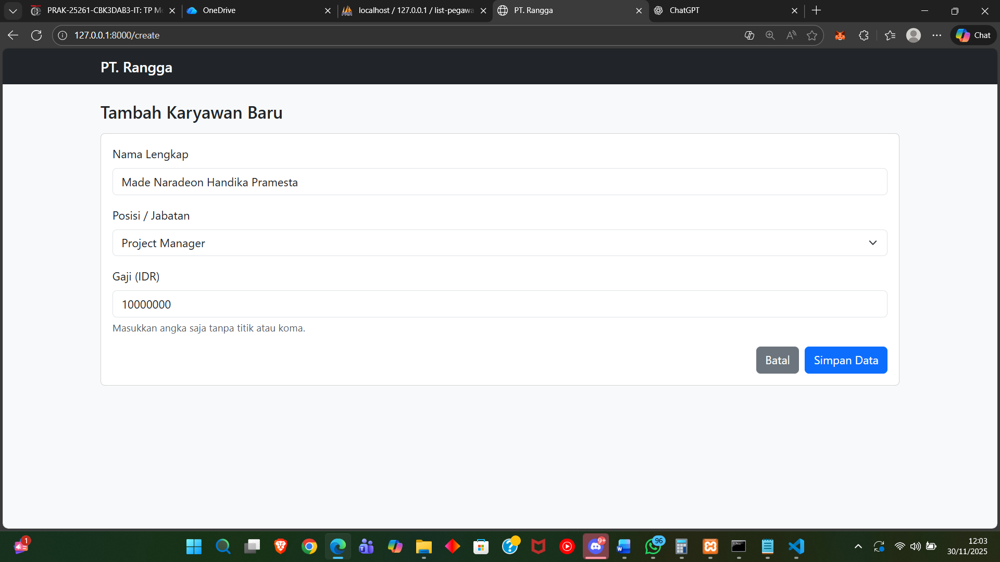 PRAK-25261-CBK3DAB3-IT: TP Mo
OneDrive
localhost / 127.0.0.1 / list-pegawa
PT. Rangga
ChatGPT
127.0.0.1:8000/create
Chat
PT. Rangga
Tambah Karyawan Baru
Nama Lengkap
Made Naradeon Handika Pramesta
Posisi / Jabatan
Project Manager
Gaji (IDR)
10000000
Masukkan angka saja tanpa titik atau koma.
Batal
Simpan Data
1
9+
96
12:03
30/11/2025